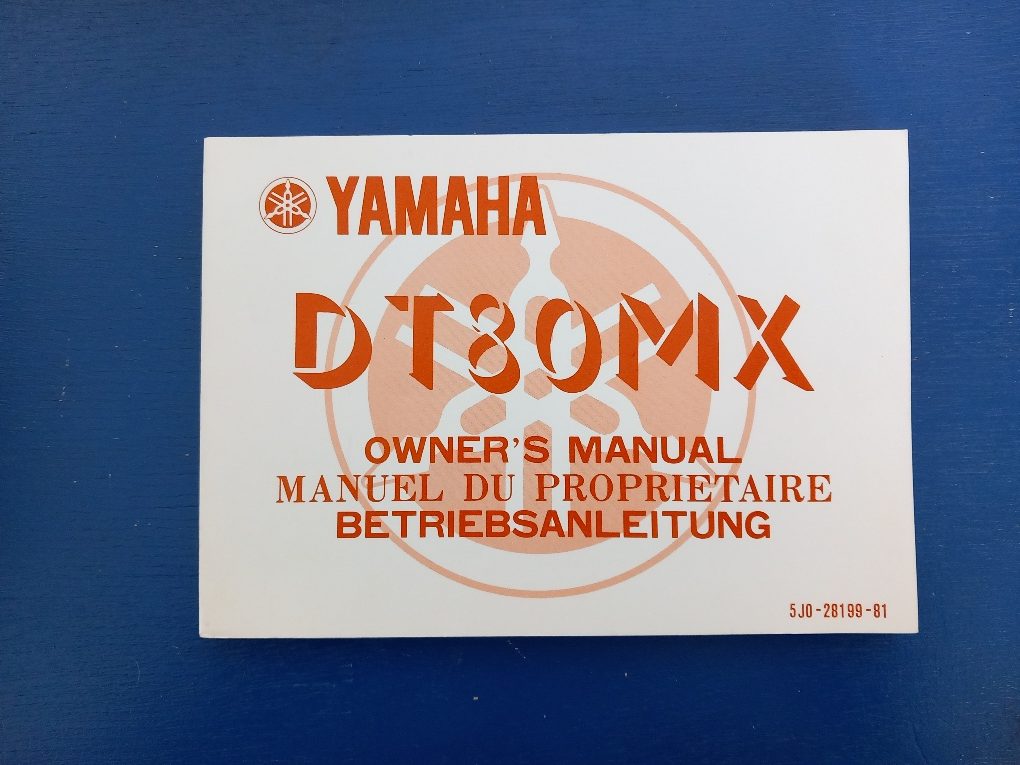 YAMAHA
DT80MX
OWNER'S MANUAL
MANUEL DU PROPRIETAIRE
BETRIEBSANLEITUNG
5J0-28199-81